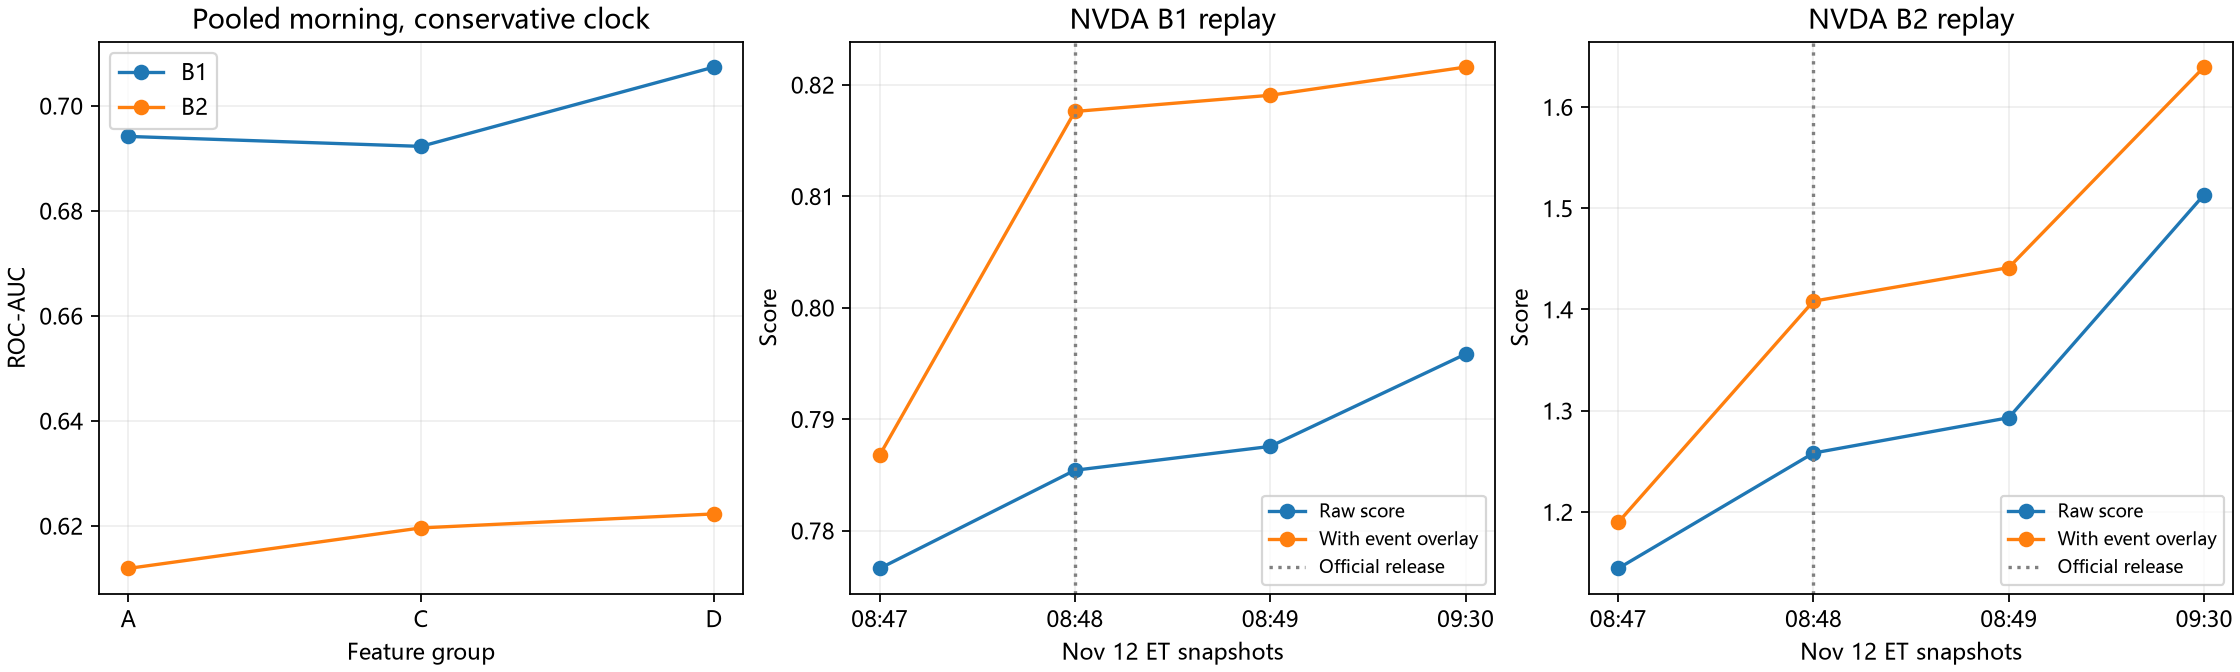 Pooled morning, conservative clock
B1
B2
0.70
0.68
0.66
0.64
0.62
ROC-AUC
A
C
D
Feature group
NVDA B1 replay
0.82
0.81
0.80
0.79
0.78
Score
Raw score
With event overlay
Official release
08:47
08:48
08:49
09:30
Nov 12 ET snapshots
NVDA B2 replay
1.6
1.5
1.4
1.3
1.2
Score
Raw score
With event overlay
Official release
08:47
08:48
08:49
09:30
Nov 12 ET snapshots